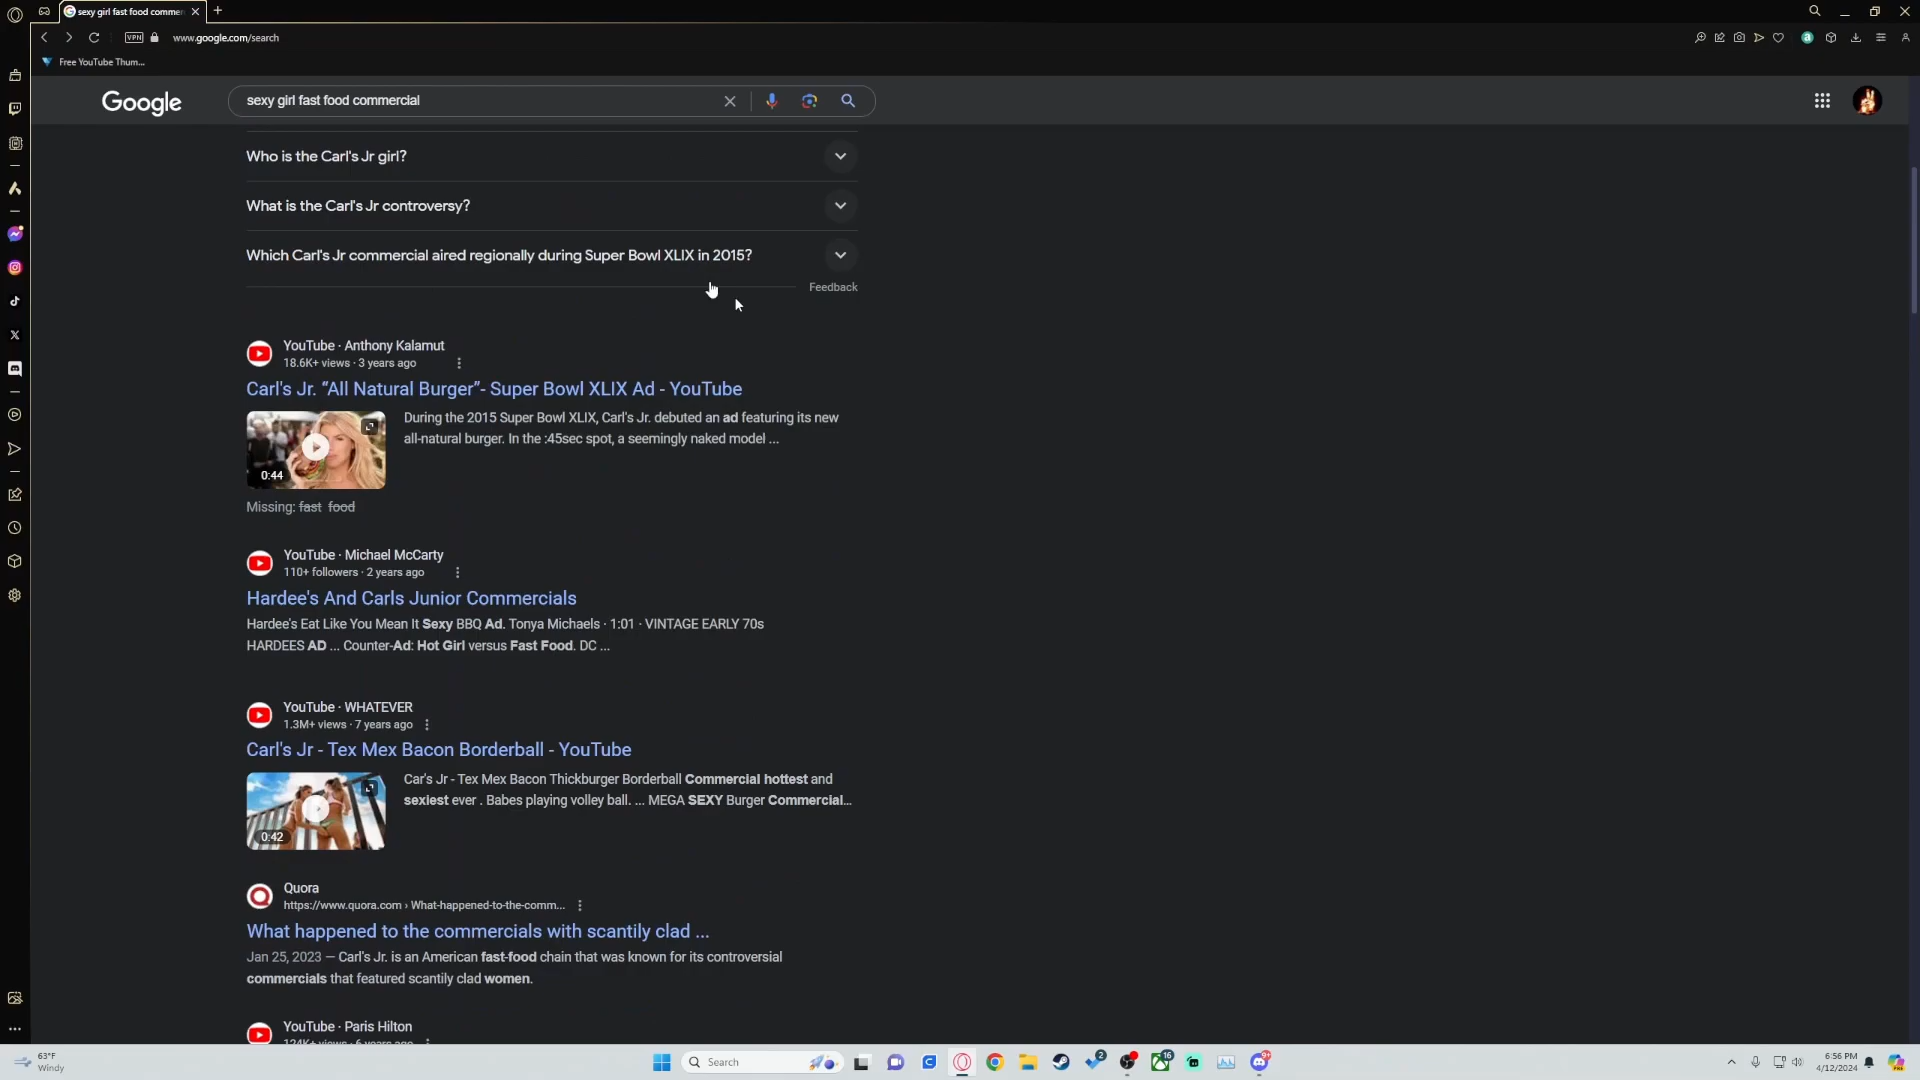 sexy girl fast food commer
VPN
www.google.com/search
Free YouTube Thum...
Google
sexy girl fast food commercial
Who is the Carl's Jr girl?
What is the Carl's Jr controversy?
Which Carl's Jr commercial aired regionally during Super Bowl XLIX in 2015?
Feedback
YouTube · Anthony Kalamut
18.6K+ views · 3 years ago
Carl's Jr. “All Natural Burger”- Super Bowl XLIX Ad - YouTube
During the 2015 Super Bowl XLIX, Carl's Jr. debuted an ad featuring its new
all-natural burger. In the :45sec spot, a seemingly naked model ...
0:44
Missing: fast food
YouTube · Michael McCarty
110+ followers · 2 years ago
Hardee's And Carls Junior Commercials
Hardee's Eat Like You Mean It Sexy BBQ Ad. Tonya Michaels · 1:01 · VINTAGE EARLY 70s
HARDEES AD ... Counter-Ad: Hot Girl versus Fast Food. DC ...
YouTube · WHATEVER
1.3M+ views · 7 years ago
Carl's Jr - Tex Mex Bacon Borderball - YouTube
Car's Jr - Tex Mex Bacon Thickburger Borderball Commercial hottest and
sexiest ever . Babes playing volley ball. ... MEGA SEXY Burger Commercial...
0:42
Quora
https://www.quora.com › What-happened-to-the-comm...
What happened to the commercials with scantily clad ...
Jan 25, 2023 — Carl's Jr. is an American fast-food chain that was known for its controversial
commercials that featured scantily clad women.
YouTube · Paris Hilton
124K+ views · 6 years ago
63°F
Windy
Search
2
16
9+
6:56 PM
4/12/2024